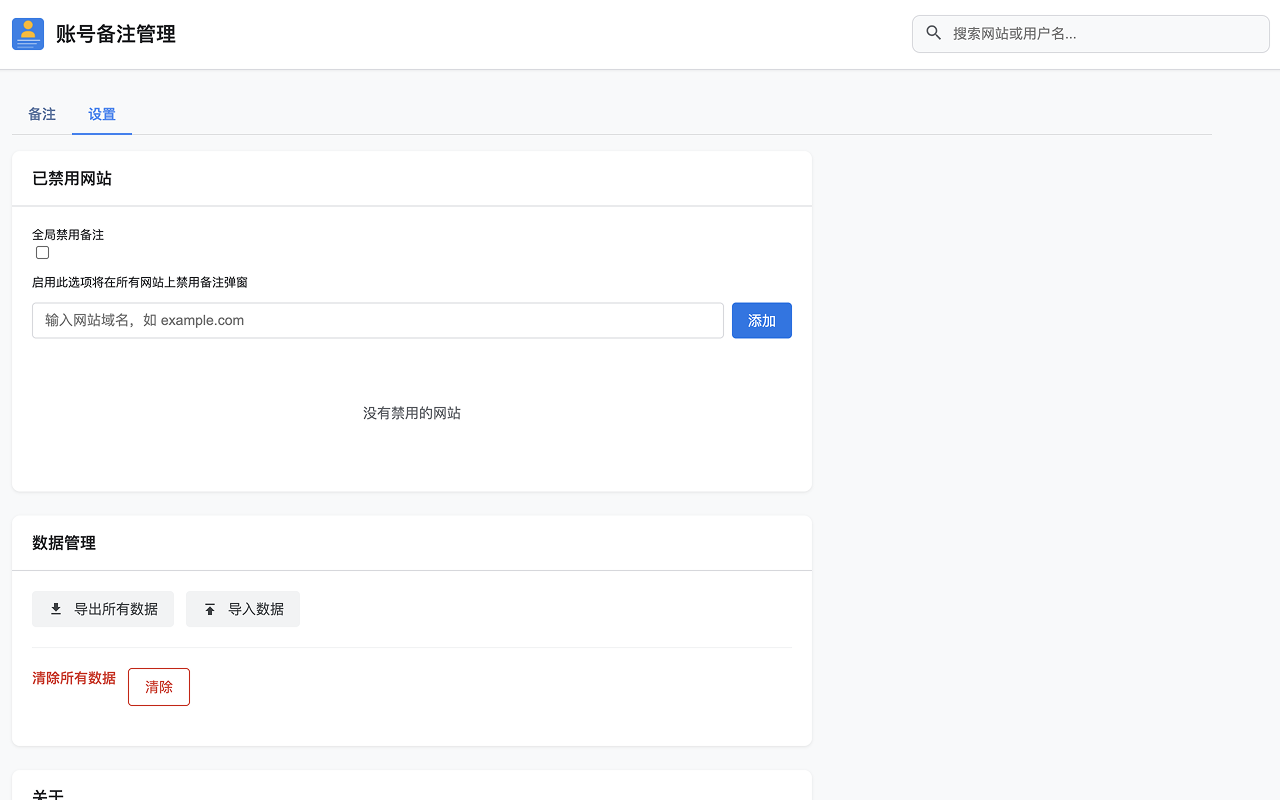 账号备注管理
搜索网站或用户名...
备注 设置
已禁用网站
全局禁用备注
启用此选项将在所有网站上禁用备注弹窗
输入网站域名，如 example.com 添加
没有禁用的网站
数据管理
导出所有数据 导入数据
清除所有数据 清除
关于